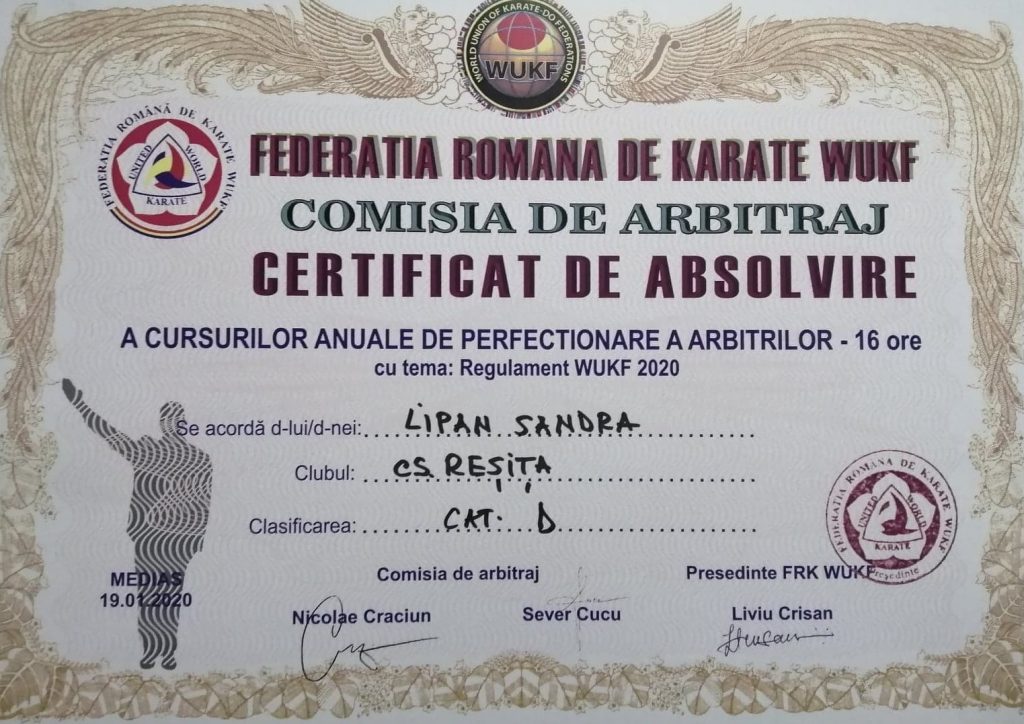 WORLD UNION OF KARATE-DO FEDERATIONS
WUKF
FEDERATIA ROMÂNĂ DE KARATE WUKF
UNITED WORLD KARATE
FEDERATIA ROMANA DE KARATE WUKF
COMISIA DE ARBITRAJ
CERTIFICAT DE ABSOLVIRE
A CURSURILOR ANUALE DE PERFECTIONARE A ARBITRILOR - 16 ore
cu tema: Regulament WUKF 2020
Se acordă d-lui/d-nei: LIPAN SANDRA
Clubul: CS. REȘIȚA
Clasificarea: CAT. D
FEDERATIA ROMANA DE KARATE WUKF
UNITED WORLD KARATE
Presedinte
MEDIAS
19.01.2020
Comisia de arbitraj
Presedinte FRK WUKF
Nicolae Craciun
Sever Cucu
Liviu Crisan